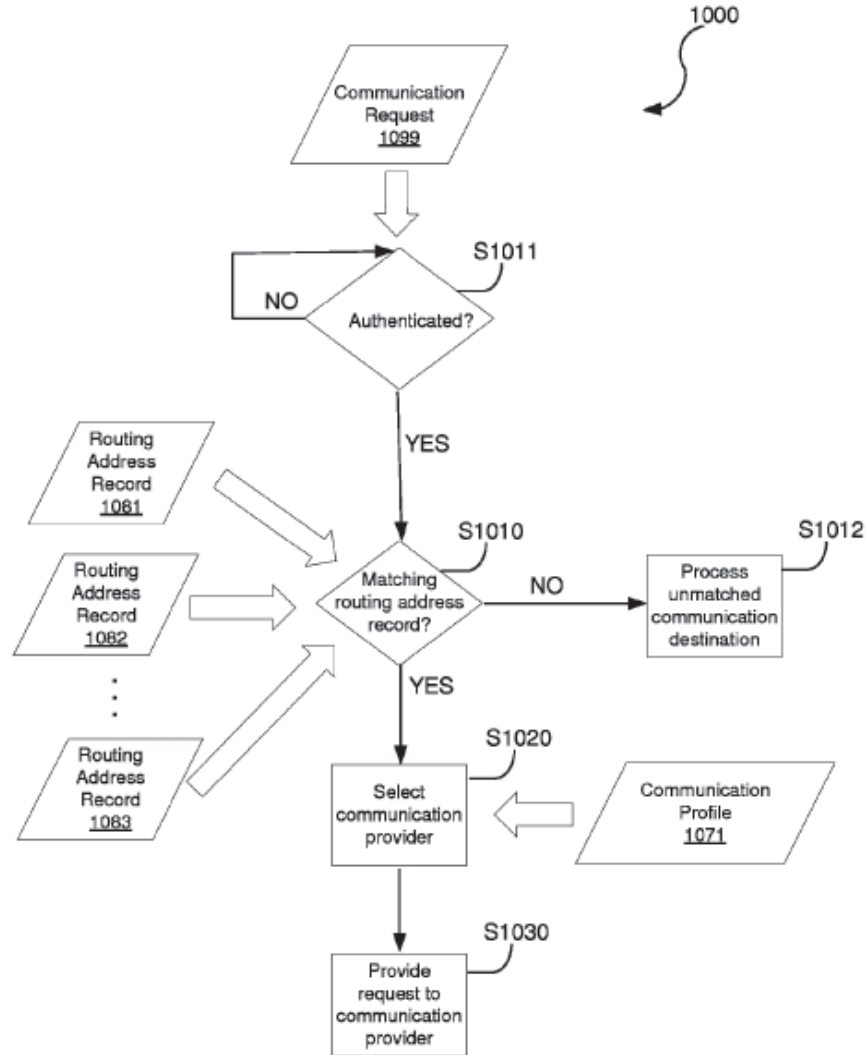 1000
Communication
Request
1099
S1011
NO
Authenticated?
YES
Routing
Address
Record
1081
S1010
S1012
Matching
routing address
record?
NO
Process
unmatched
communication
destination
Routing
Address
Record
1082
YES
Routing
Address
Record
1083
S1020
Select
communication
provider
Communication
Profile
1071
S1030
Provide
request to
communication
provider